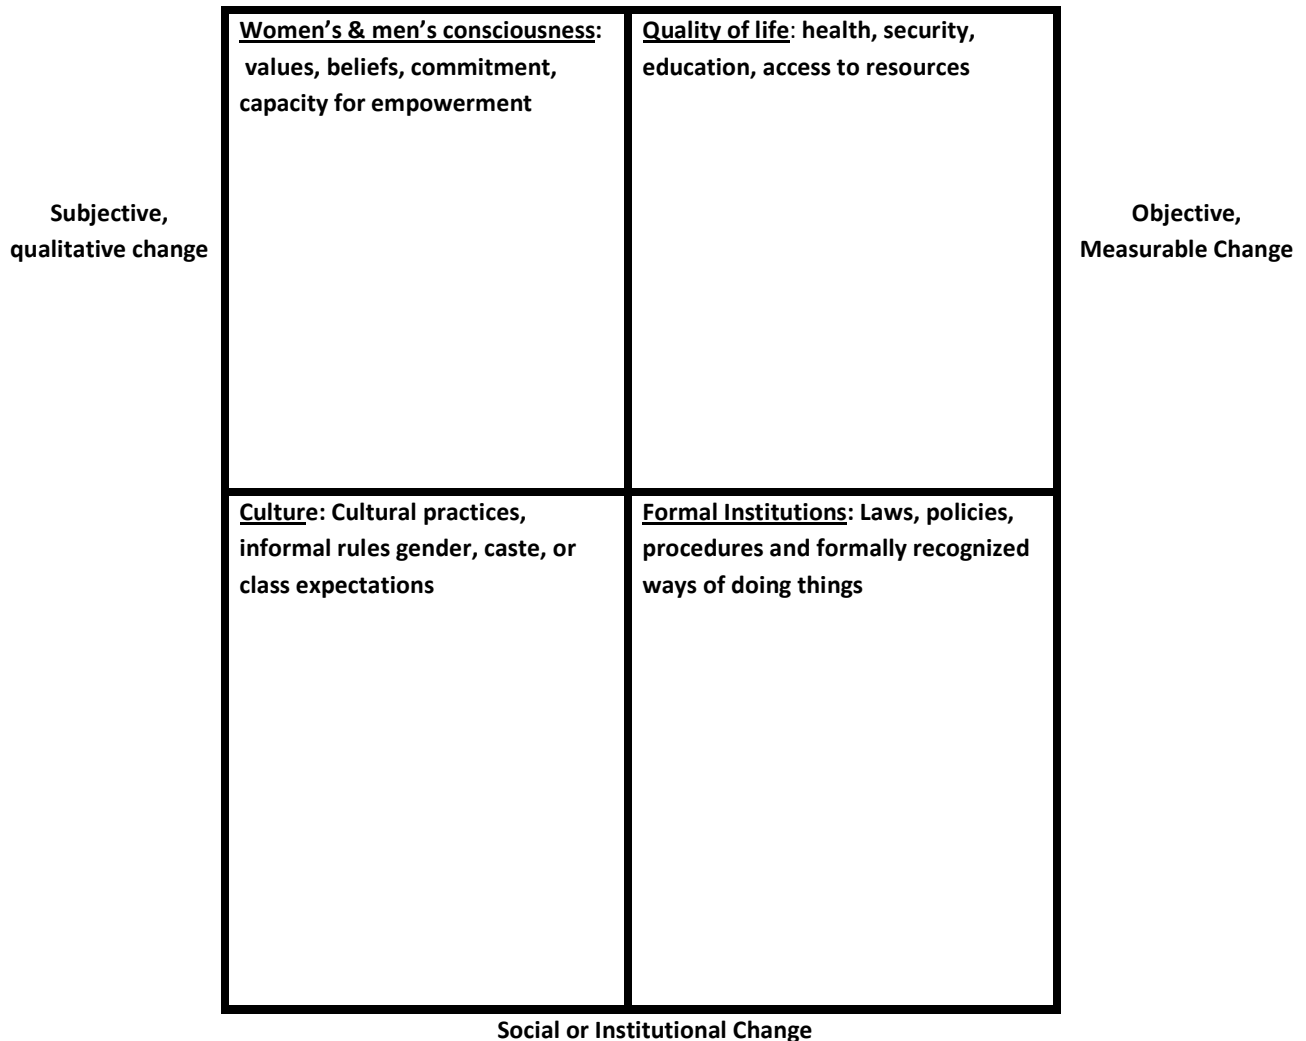 Women’s & men’s consciousness:
values, beliefs, commitment,
capacity for empowerment
Quality of life: health, security,
education, access to resources
Subjective,
qualitative change
Objective,
Measurable Change
Culture: Cultural practices,
informal rules gender, caste, or
class expectations
Formal Institutions: Laws, policies,
procedures and formally recognized
ways of doing things
Social or Institutional Change